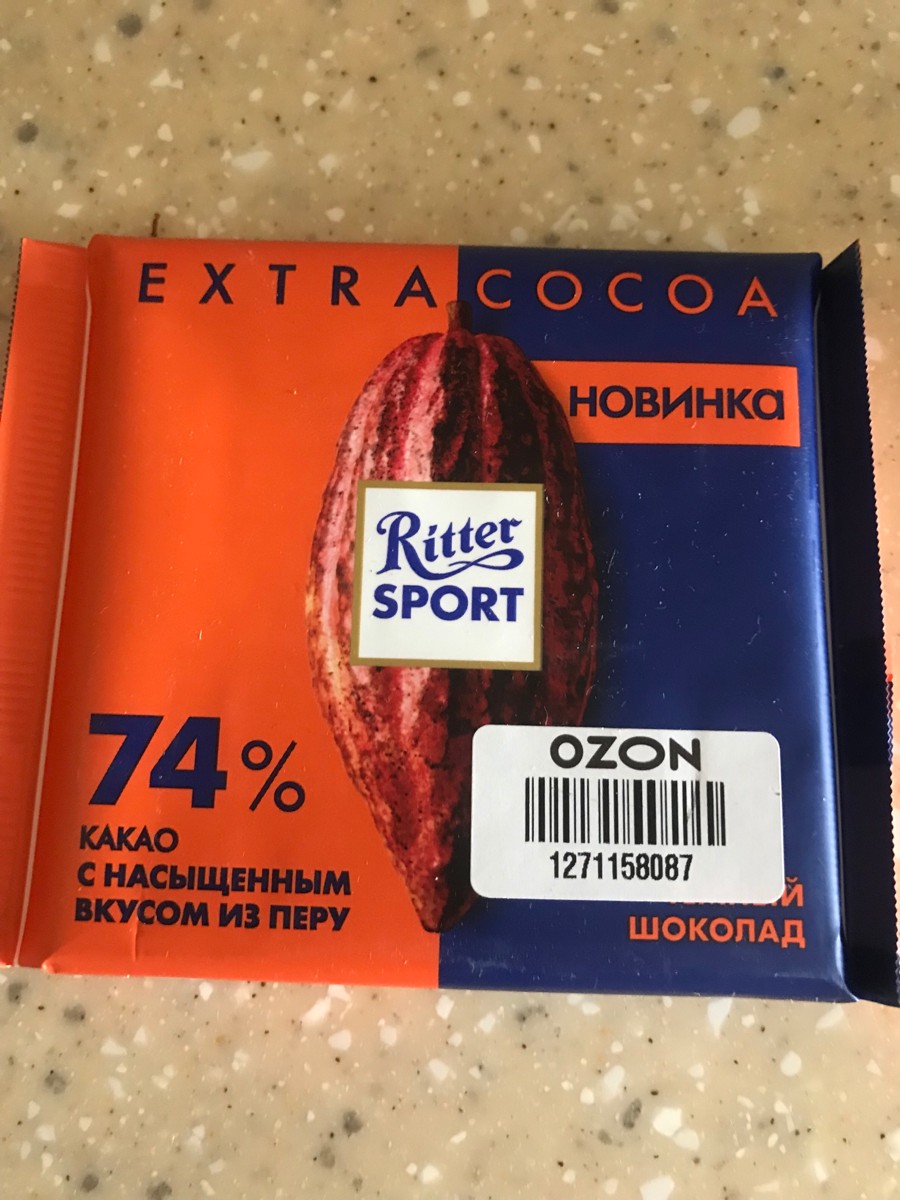 EXTRA COCOA
НОВИНКА
Ritter
SPORT
74%
КАКАО
С НАСЫЩЕННЫМ
ВКУСОМ ИЗ ПЕРУ
OZON
1271158087
ШОКОЛАД